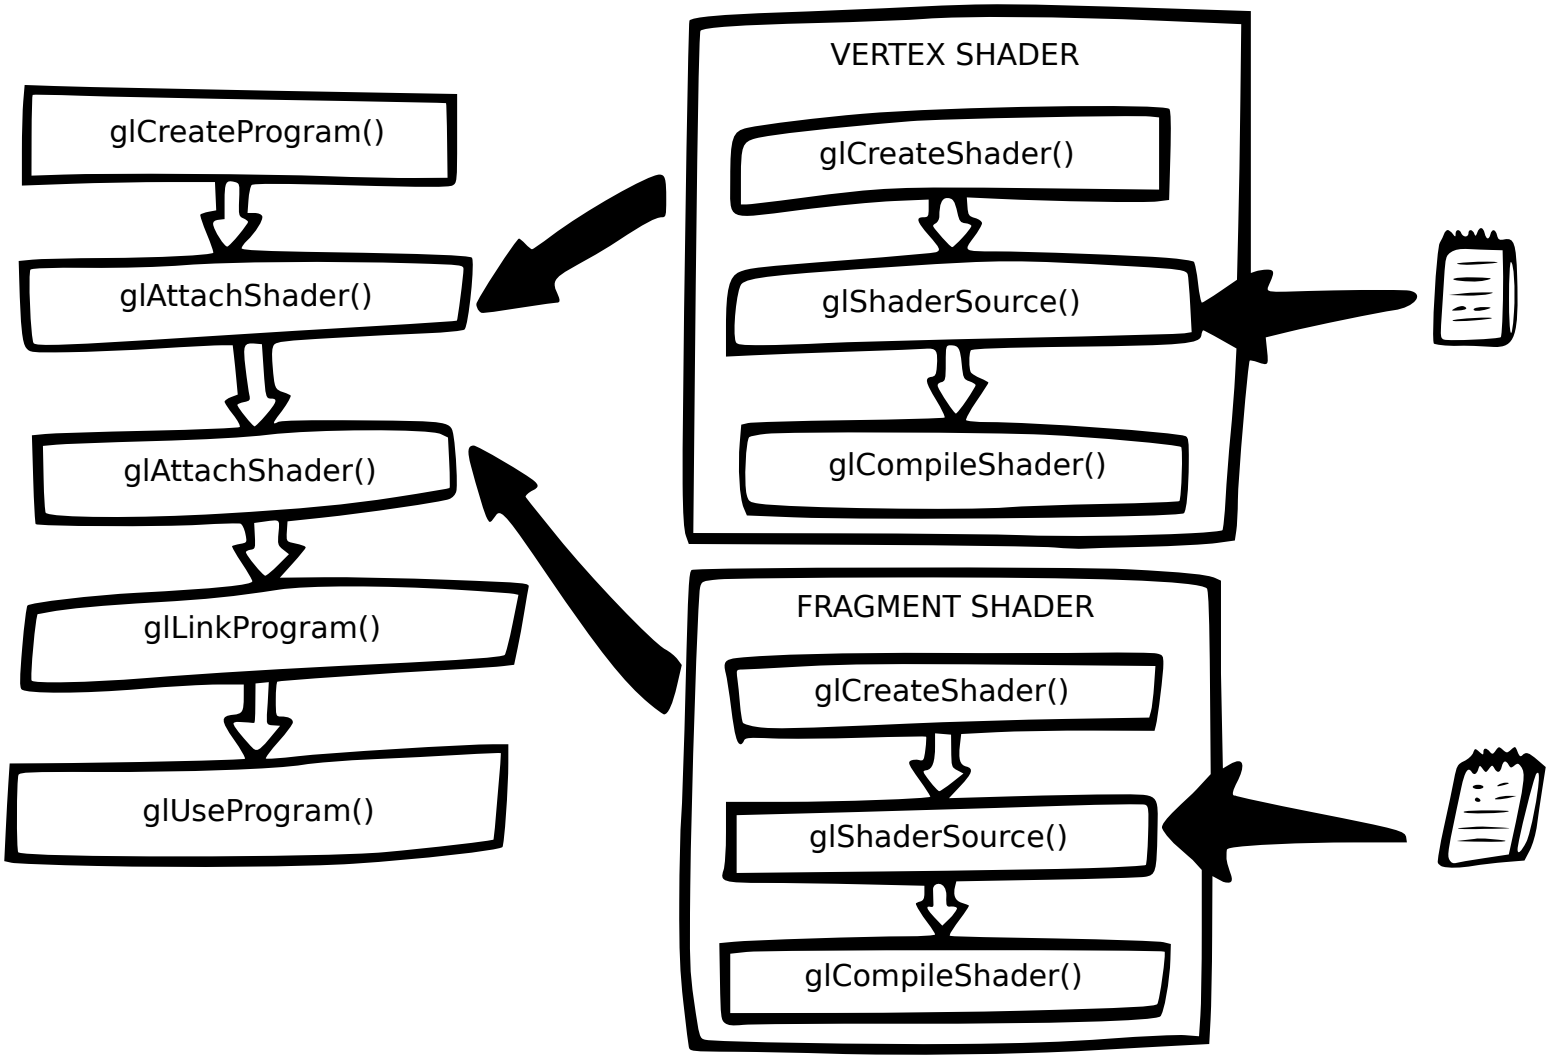 glCreateProgram()
glAttachShader()
glAttachShader()
glLinkProgram()
glUseProgram()
VERTEX SHADER
glCreateShader()
glShaderSource()
glCompileShader()
FRAGMENT SHADER
glCreateShader()
glShaderSource()
glCompileShader()